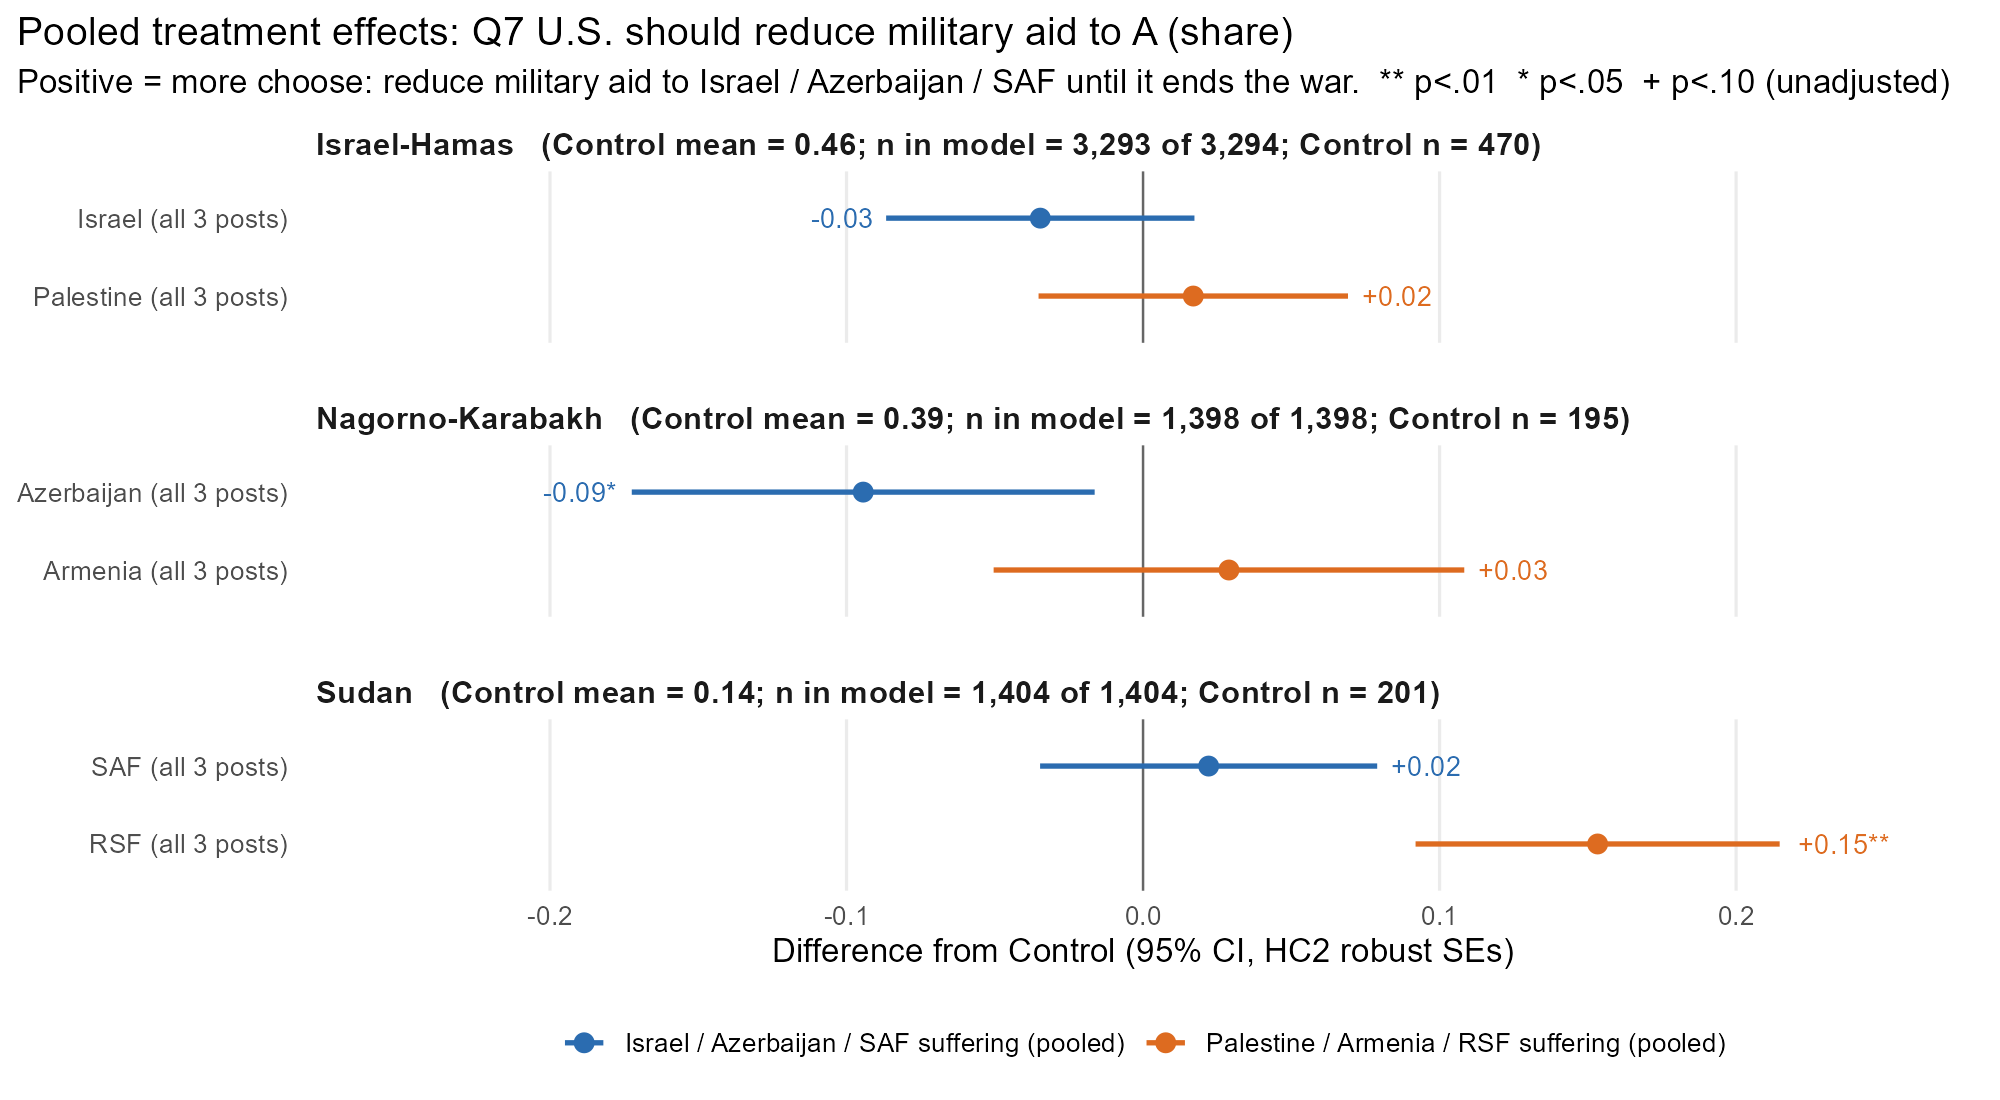 Pooled treatment effects: Q7 U.S. should reduce military aid to A (share)
Positive = more choose: reduce military aid to Israel / Azerbaijan / SAF until it ends the war.  ** p<.01  * p<.05  + p<.10 (unadjusted)
Israel-Hamas   (Control mean = 0.46; n in model = 3,293 of 3,294; Control n = 470)
Israel (all 3 posts)
-0.03
Palestine (all 3 posts)
+0.02
Nagorno-Karabakh   (Control mean = 0.39; n in model = 1,398 of 1,398; Control n = 195)
Azerbaijan (all 3 posts)
-0.09*
Armenia (all 3 posts)
+0.03
Sudan   (Control mean = 0.14; n in model = 1,404 of 1,404; Control n = 201)
SAF (all 3 posts)
+0.02
RSF (all 3 posts)
+0.15**
-0.2 -0.1 0.0 0.1 0.2
Difference from Control (95% CI, HC2 robust SEs)
Israel / Azerbaijan / SAF suffering (pooled) Palestine / Armenia / RSF suffering (pooled)